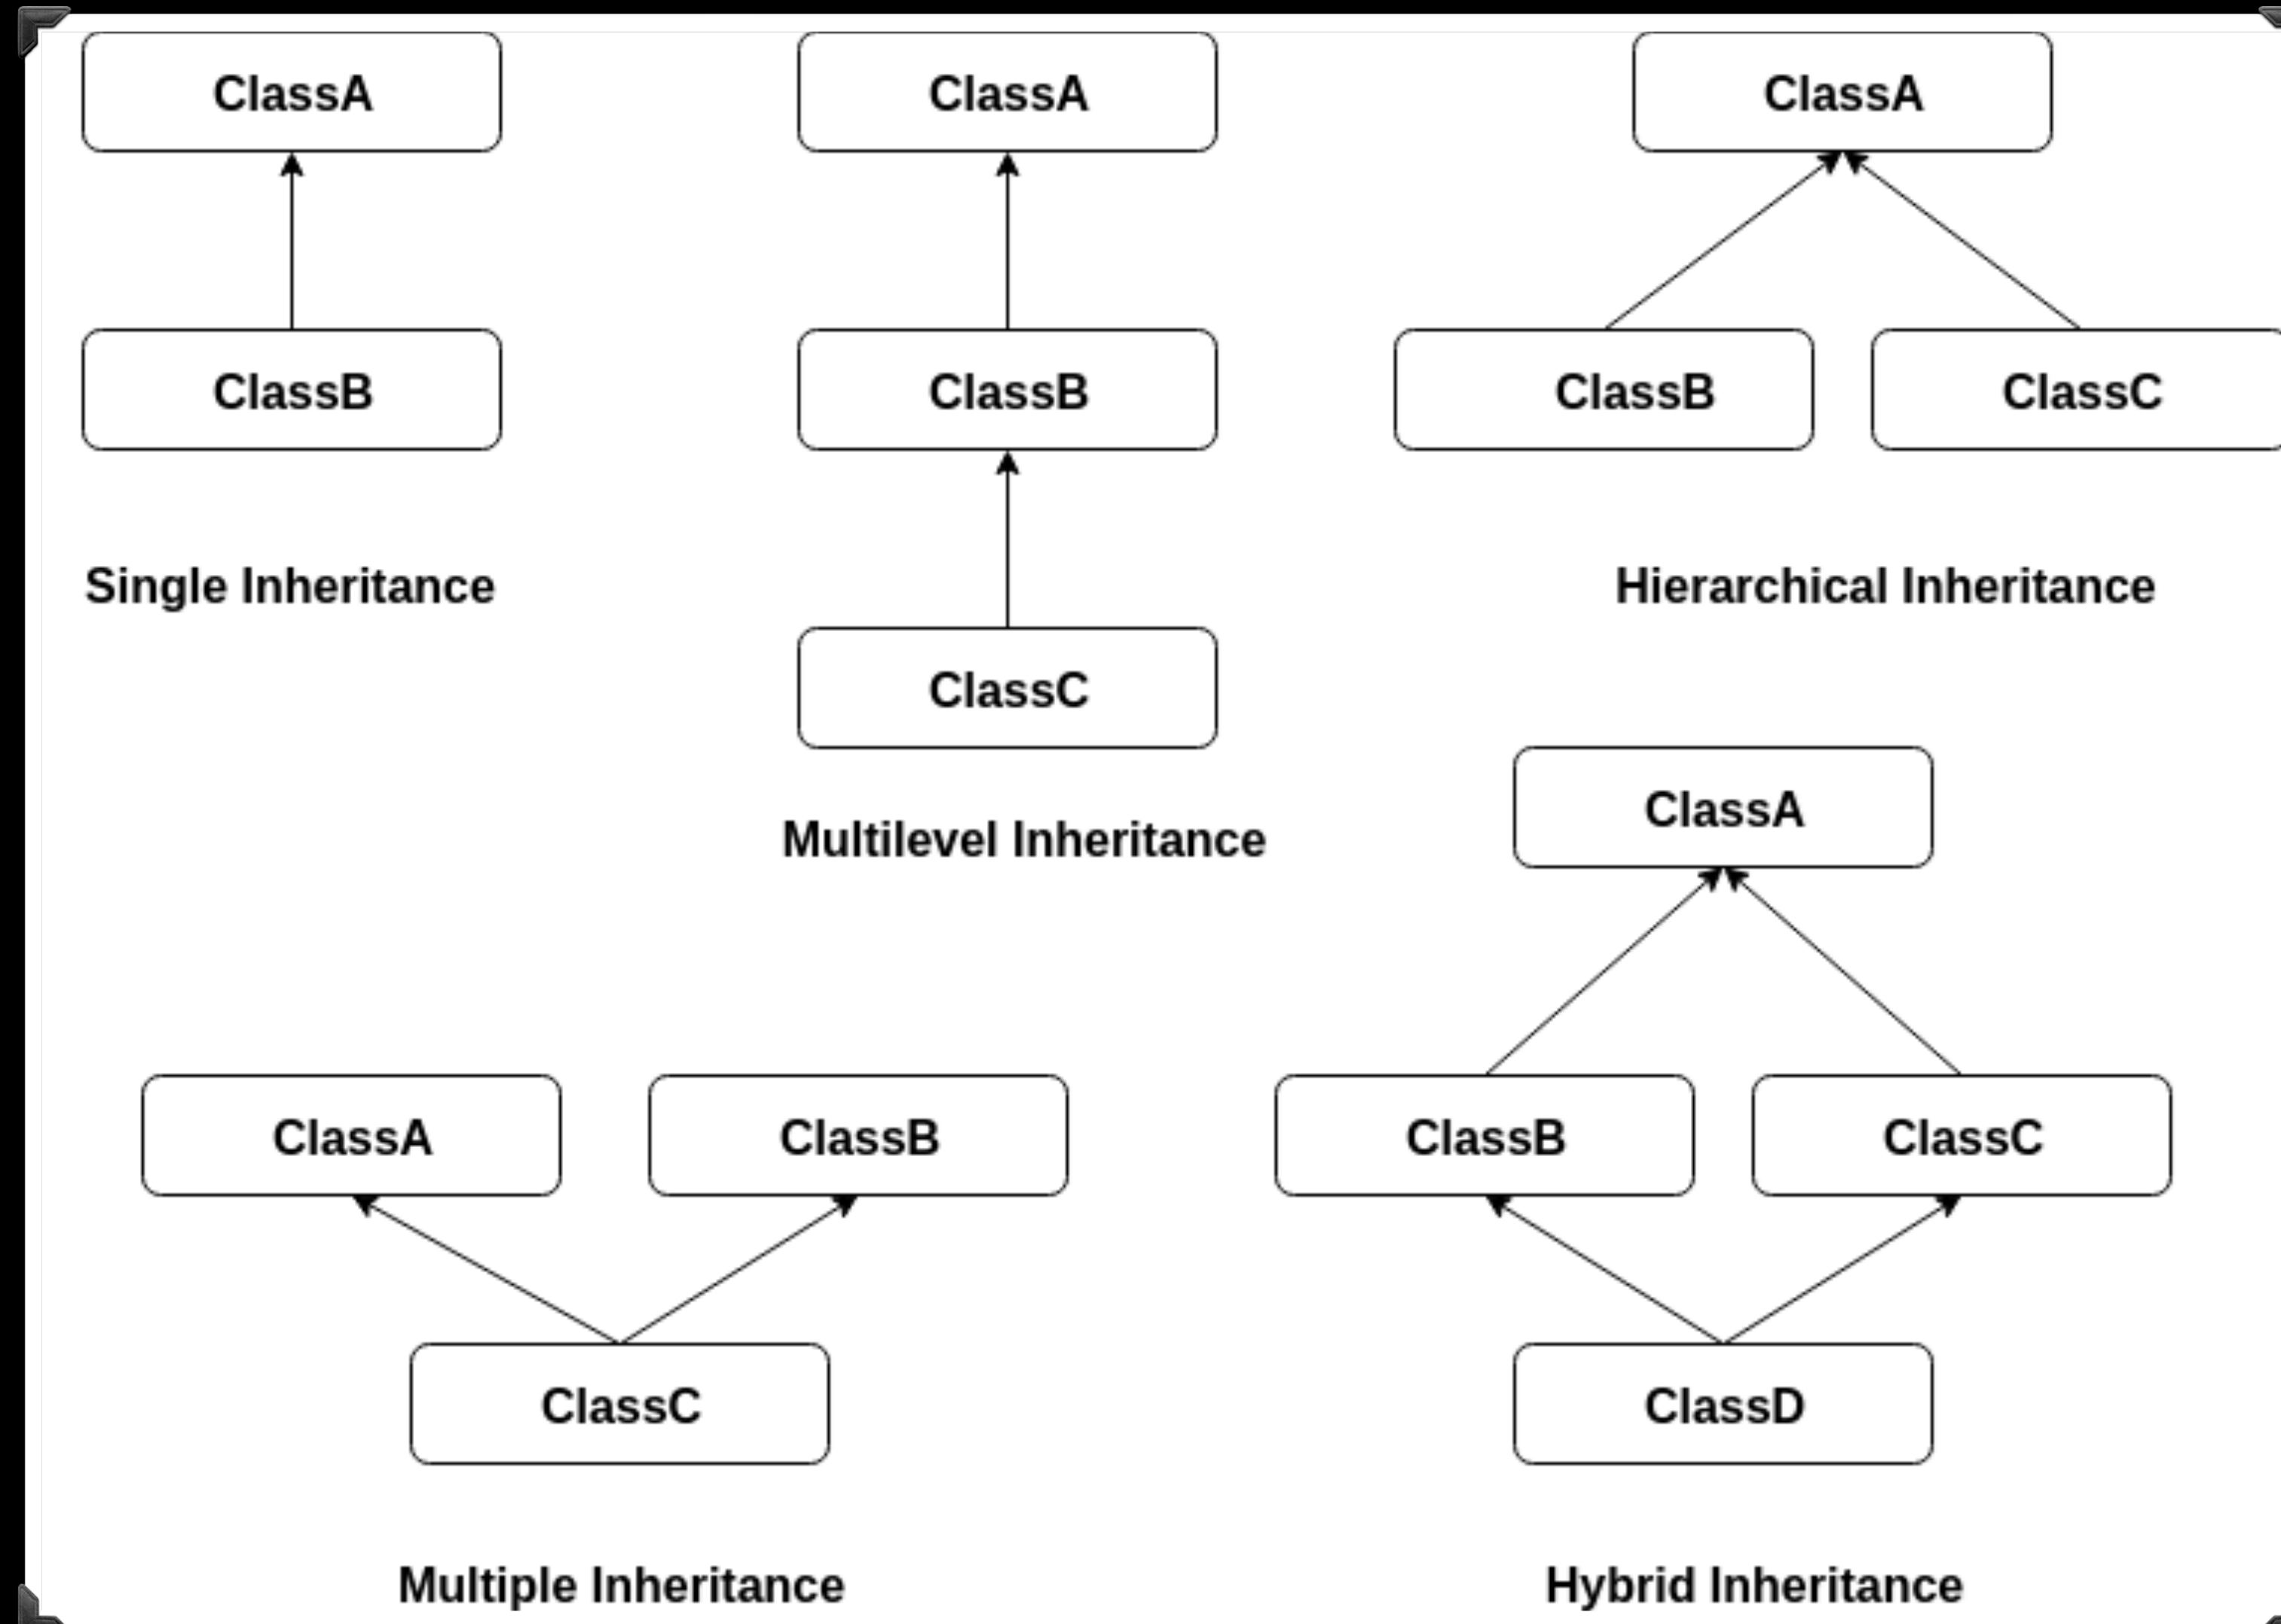 ClassA
ClassB
Single Inheritance
ClassA
ClassB
ClassC
Multilevel Inheritance
ClassA
ClassB
ClassC
Hierarchical Inheritance
ClassA
ClassB
ClassC
Multiple Inheritance
ClassA
ClassB
ClassC
ClassD
Hybrid Inheritance